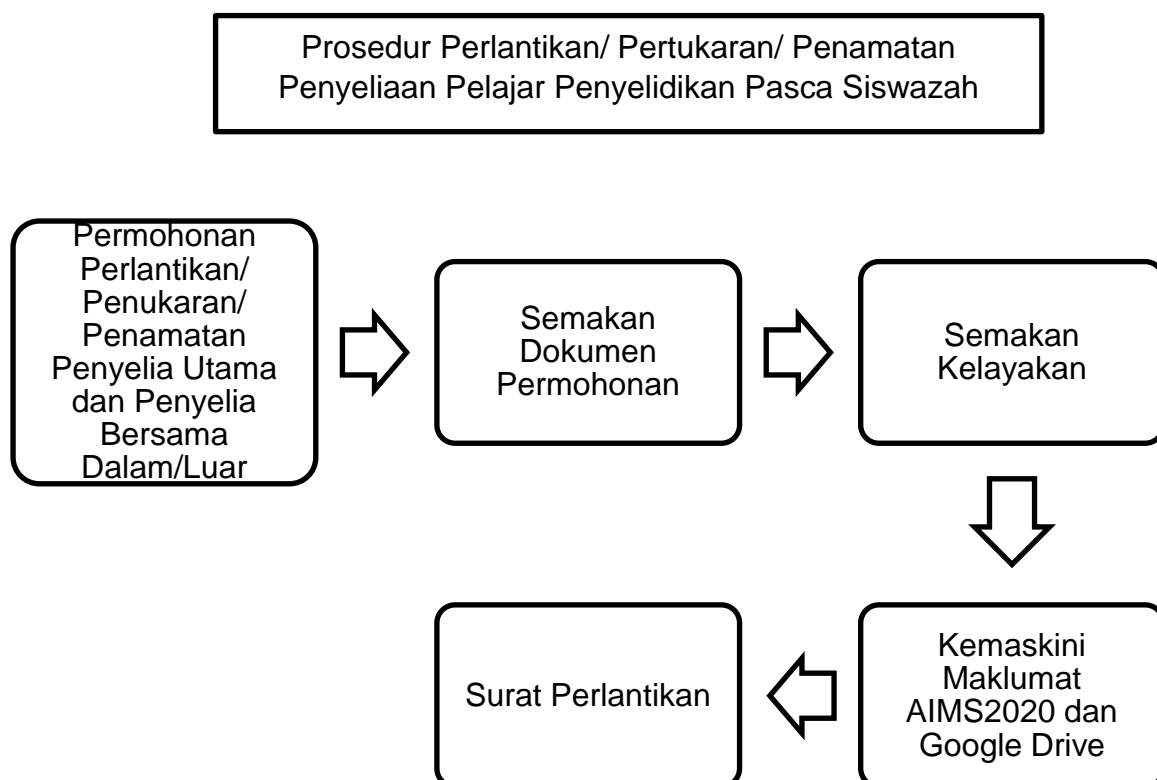 Prosedur Perlantikan/ Pertukaran/ Penamatan
Penyeliaan Pelajar Penyelidikan Pasca Siswazah
Permohonan
Perlantikan/
Penukaran/
Penamatan
Penyelia Utama
dan Penyelia
Bersama
Dalam/Luar
Semakan
Dokumen
Permohonan
Semakan
Kelayakan
Kemaskini
Maklumat
AIMS2020 dan
Google Drive
Surat Perlantikan